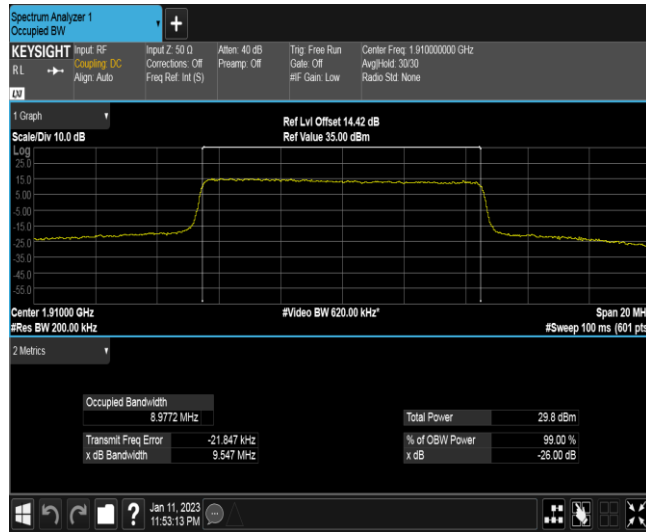 Spectrum Analyzer 1
Occupied BW
+
KEYSIGHT
RL
LXI
Input: RF
Coupling: DC
Align: Auto
Input Z: 50 Ω
Corrections: Off
Freq Ref: Int (S)
Atten: 40 dB
Preamp: Off
Trig: Free Run
Gate: Off
#IF Gain: Low
Center Freq: 1.910000000 GHz
Avg|Hold: 30/30
Radio Std: None
1 Graph
Scale/Div 10.0 dB
Ref Lvl Offset 14.42 dB
Ref Value 35.00 dBm
Log
25.0
15.0
5.00
-5.00
-15.0
-25.0
-35.0
-45.0
-55.0
Center 1.91000 GHz
#Res BW 200.00 kHz
#Video BW 620.00 kHz*
Span 20 MH
#Sweep 100 ms (601 pts
2 Metrics
Occupied Bandwidth
8.9772 MHz
Transmit Freq Error -21.847 kHz
x dB Bandwidth 9.547 MHz
Total Power 29.8 dBm
% of OBW Power 99.00 %
x dB -26.00 dB
?
Jan 11, 2023
11:53:13 PM